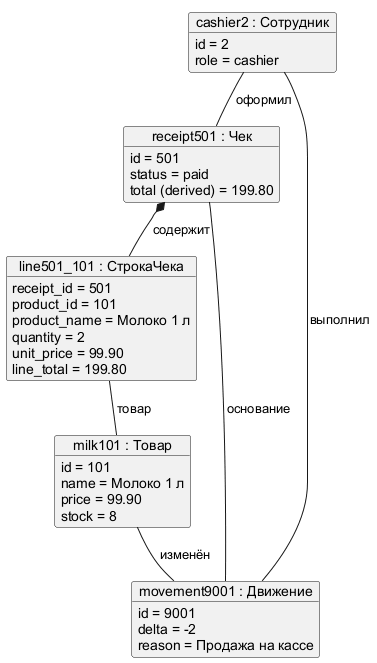 cashier2 : Сотрудник
id = 2
role = cashier
оформил
receipt501 : Чек
id = 501
status = paid
total (derived) = 199.80
содержит
line501_101 : СтрокаЧека
receipt_id = 501
product_id = 101
product_name = Молоко 1 л
quantity = 2
unit_price = 99.90
line_total = 199.80
выполнил
товар
основание
milk101 : Товар
id = 101
name = Молоко 1 л
price = 99.90
stock = 8
изменён
movement9001 : Движение
id = 9001
delta = -2
reason = Продажа на кассе